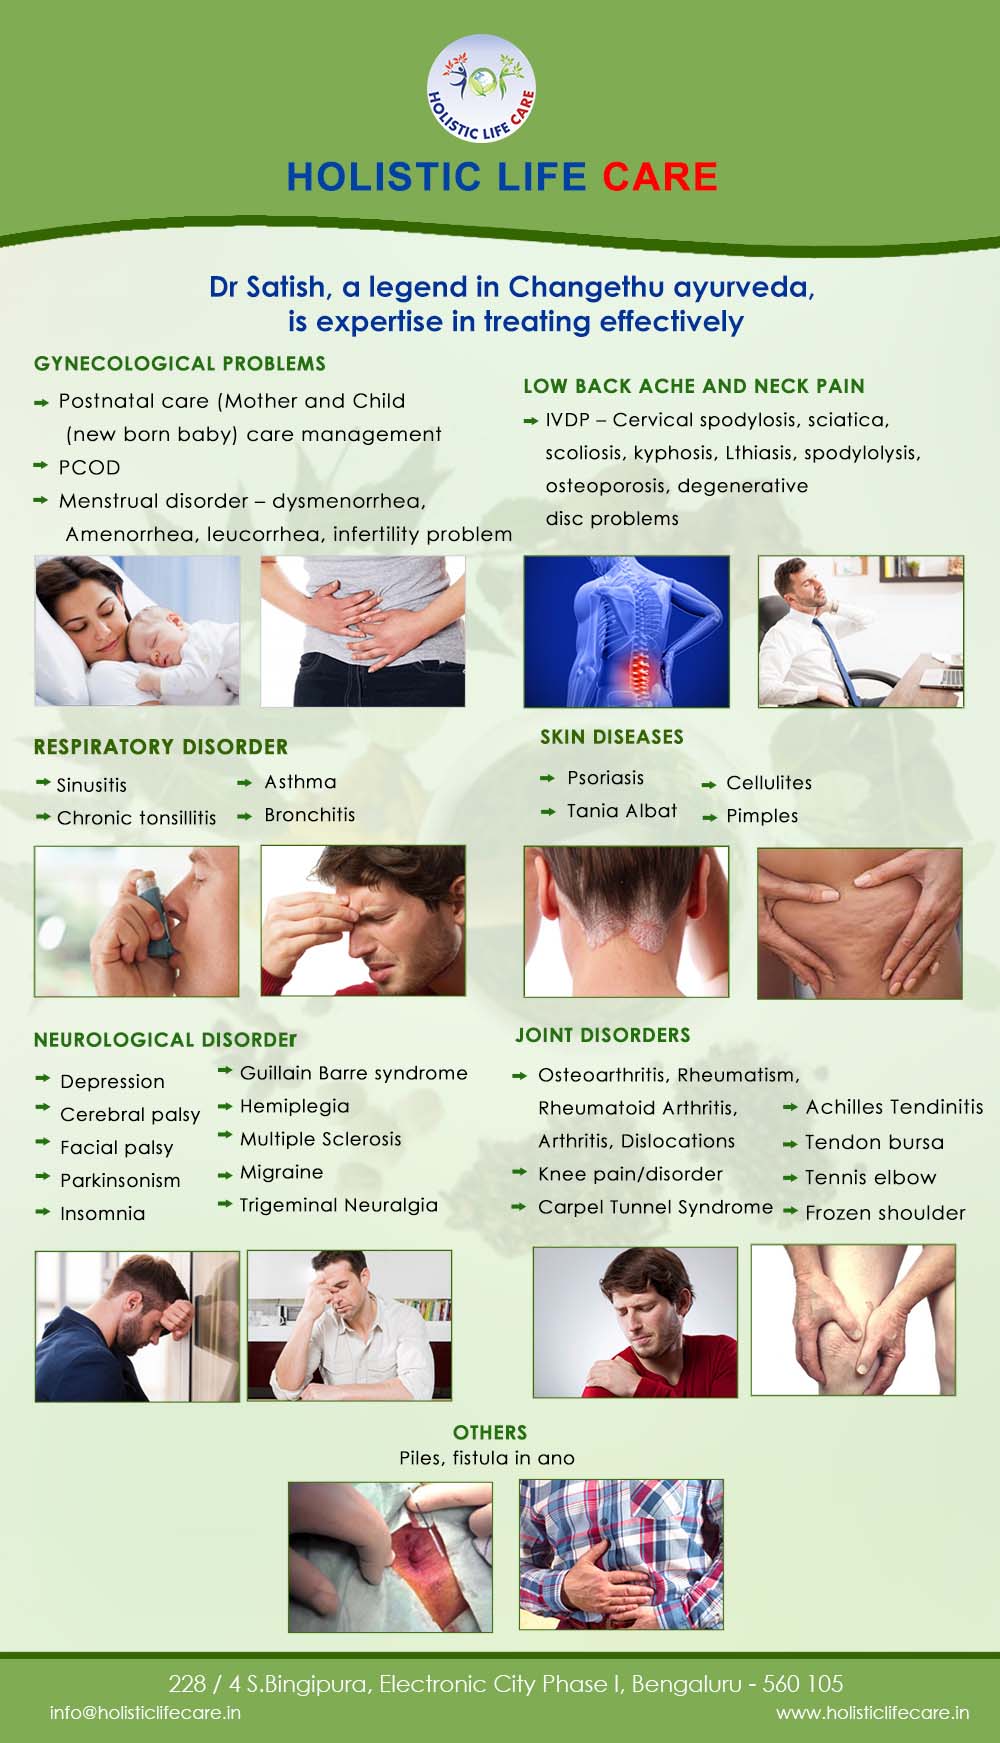 HOLISTIC LIFE CARE
HOLISTIC LIFE CARE
Dr Satish, a legend in Changethu ayurveda,
is expertise in treating effectively
GYNECOLOGICAL PROBLEMS
Postnatal care (Mother and Child
(new born baby) care management
PCOD
Menstrual disorder – dysmenorrhea,
Amenorrhea, leucorrhea, infertility problem
LOW BACK ACHE AND NECK PAIN
IVDP – Cervical spodylosis, sciatica,
scoliosis, kyphosis, Lthiasis, spodylolysis,
osteoporosis, degenerative
disc problems
RESPIRATORY DISORDER
Sinusitis
Chronic tonsillitis
Asthma
Bronchitis
SKIN DISEASES
Psoriasis
Tania Albat
Cellulites
Pimples
NEUROLOGICAL DISORDEr
Depression
Cerebral palsy
Facial palsy
Parkinsonism
Insomnia
Guillain Barre syndrome
Hemiplegia
Multiple Sclerosis
Migraine
Trigeminal Neuralgia
JOINT DISORDERS
Osteoarthritis, Rheumatism,
Rheumatoid Arthritis,
Arthritis, Dislocations
Knee pain/disorder
Carpel Tunnel Syndrome
Achilles Tendinitis
Tendon bursa
Tennis elbow
Frozen shoulder
OTHERS
Piles, fistula in ano
228 / 4 S.Bingipura, Electronic City Phase I, Bengaluru - 560 105
info@holisticlifecare.in
www.holisticlifecare.in